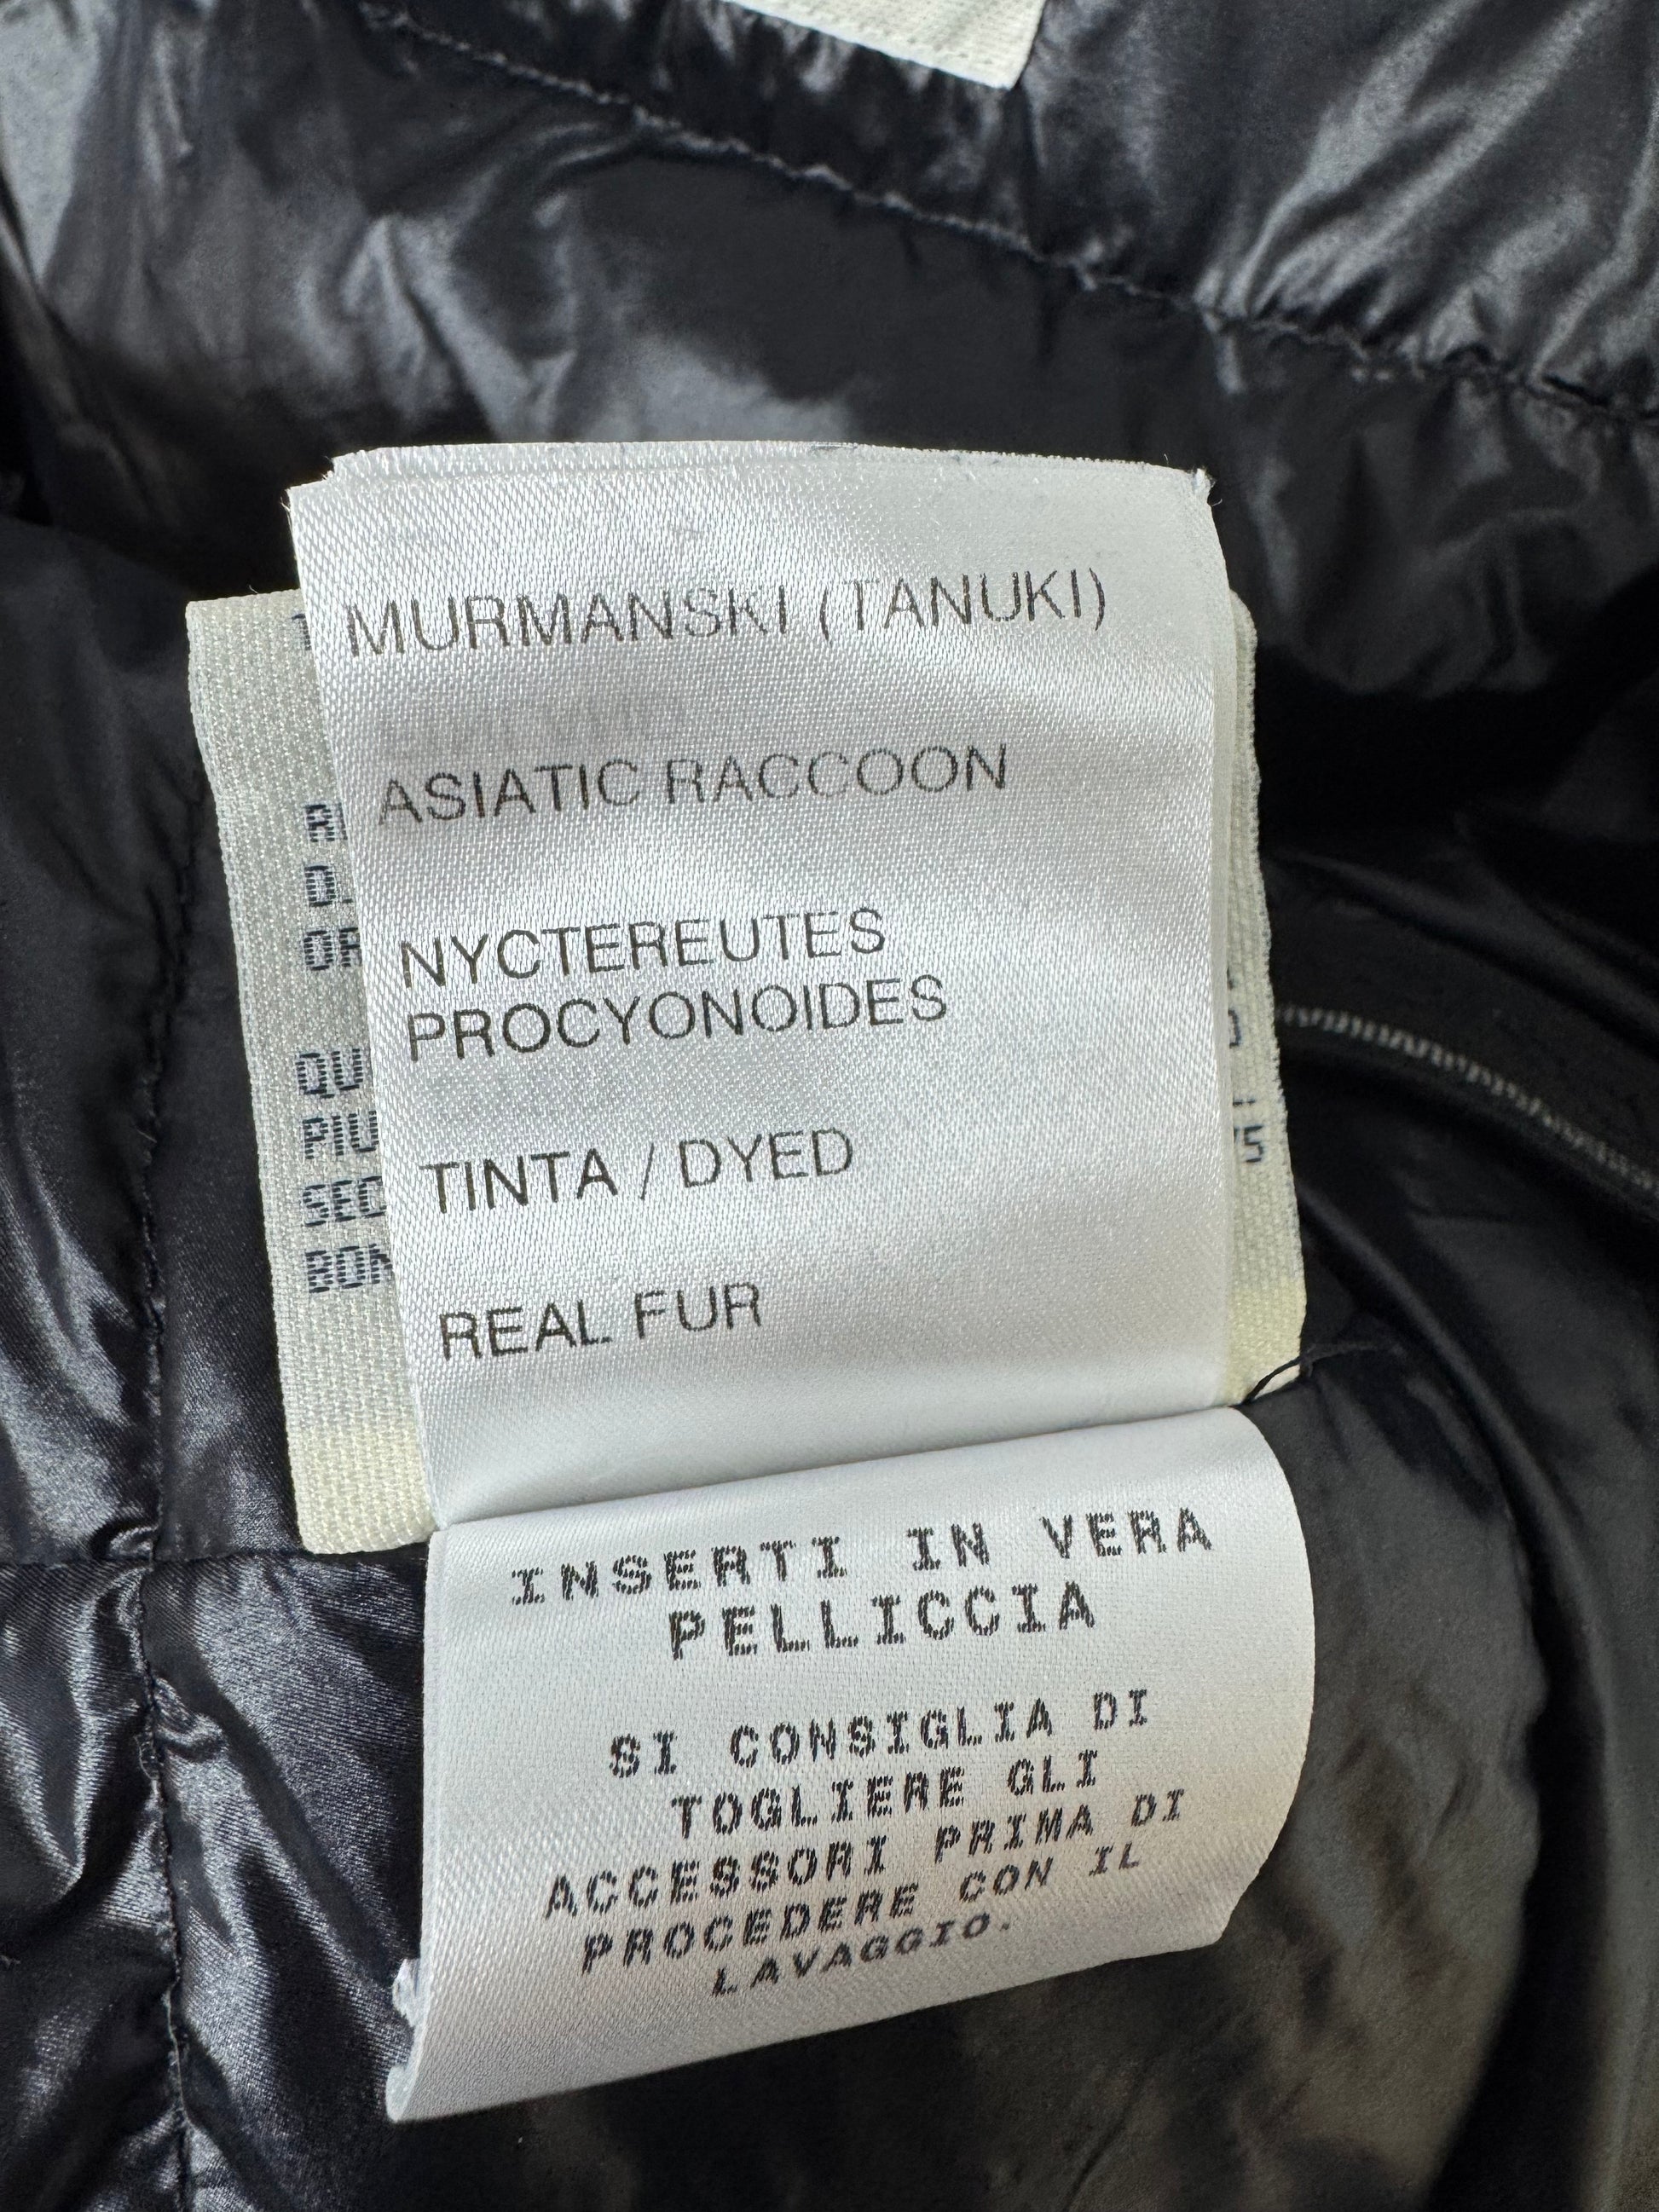 MURMANSKI (TANUKI)
ASIATIC RACCOON
NYCTEREUTES
PROCYONOIDES
TINTA / DYED
REAL FUR
INSERTI IN VERA
PELLICCIA
SI CONSIGLIA DI
TOGLIERE GLI
ACCESSORI PRIMA DI
PROCEDERE CON IL
LAVAGGIO.